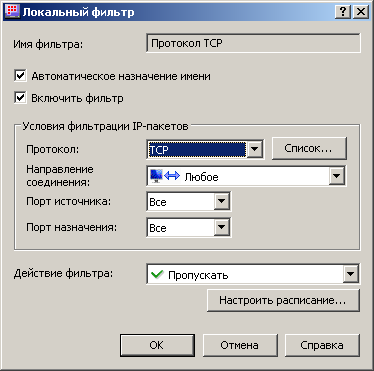 Локальный фильтр
Имя фильтра: Протокол TCP
Автоматическое назначение имени
Включить фильтр
Условия фильтрации IP-пакетов
Протокол: TCP Список...
Направление
соединения: Любое
Порт источника: Все
Порт назначения: Все
Действие фильтра: Пропускать
Настроить расписание...
OK Отмена Справка